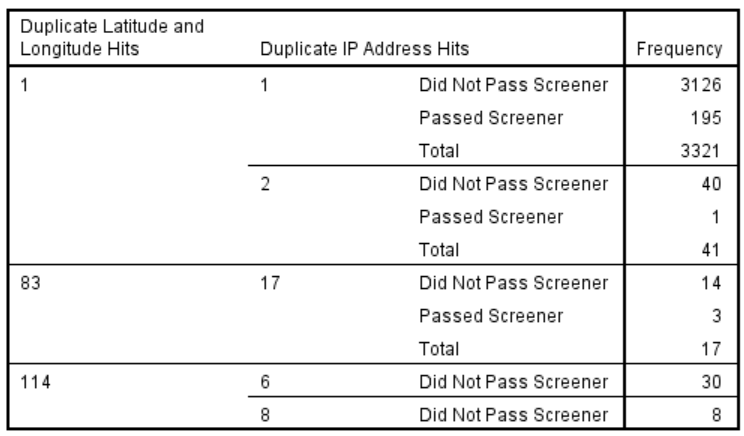 Duplicate Latitude and
Longitude Hits Duplicate IP Address Hits Frequency
1 1 Did Not Pass Screener 3126
Passed Screener 195
Total 3321
2 Did Not Pass Screener 40
Passed Screener 1
Total 41
83 17 Did Not Pass Screener 14
Passed Screener 3
Total 17
114 6 Did Not Pass Screener 30
8 Did Not Pass Screener 8